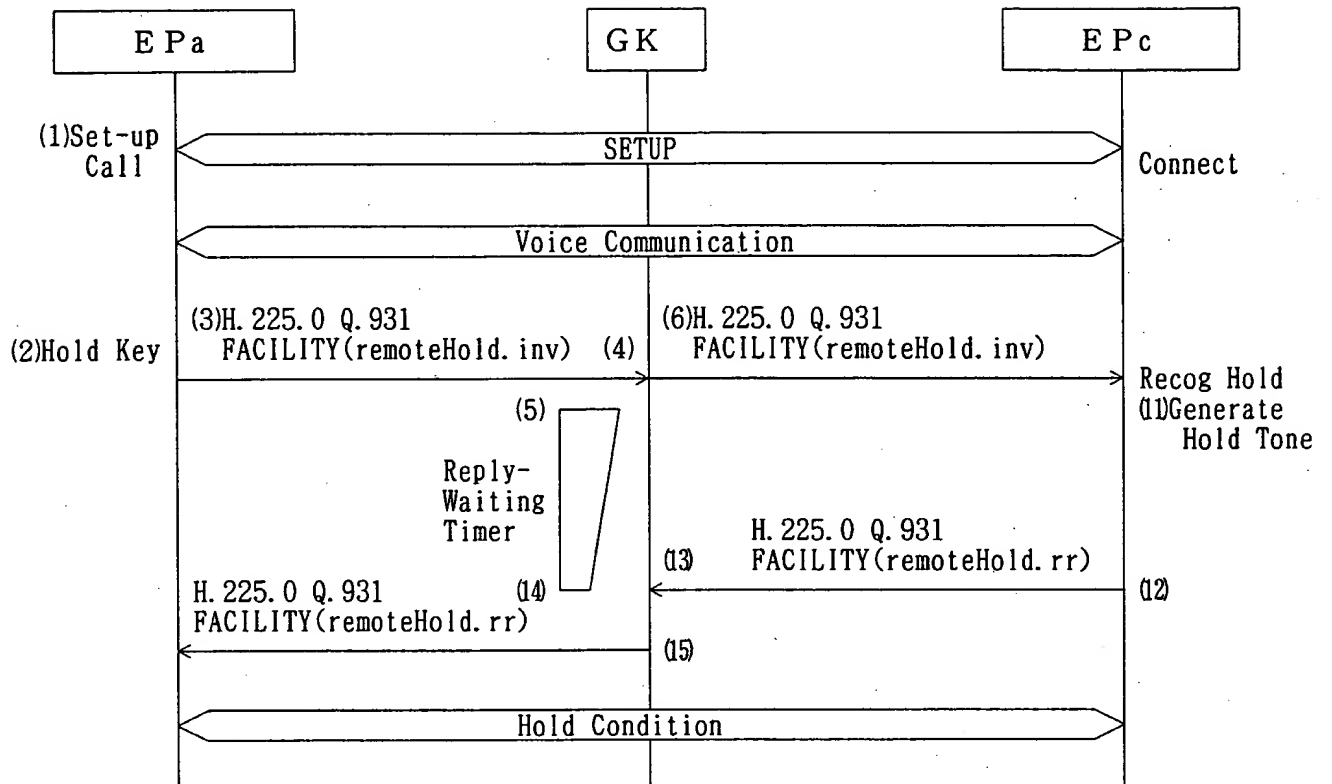 EPa
GK
EPc
(1)Set-up
Call
SETUP
Connect
Voice Communication
(3)H.225.0 Q.931
(6)H.225.0 Q.931
(2)Hold Key
FACILITY(remoteHold.inv)
(4)
FACILITY(remoteHold.inv)
Recog Hold
(5)
(11)Generate
Hold Tone
Reply-
Waiting
Timer
H.225.0 Q.931
(13)
FACILITY(remoteHold.rr)
H.225.0 Q.931
(14)
(12)
FACILITY(remoteHold.rr)
(15)
Hold Condition